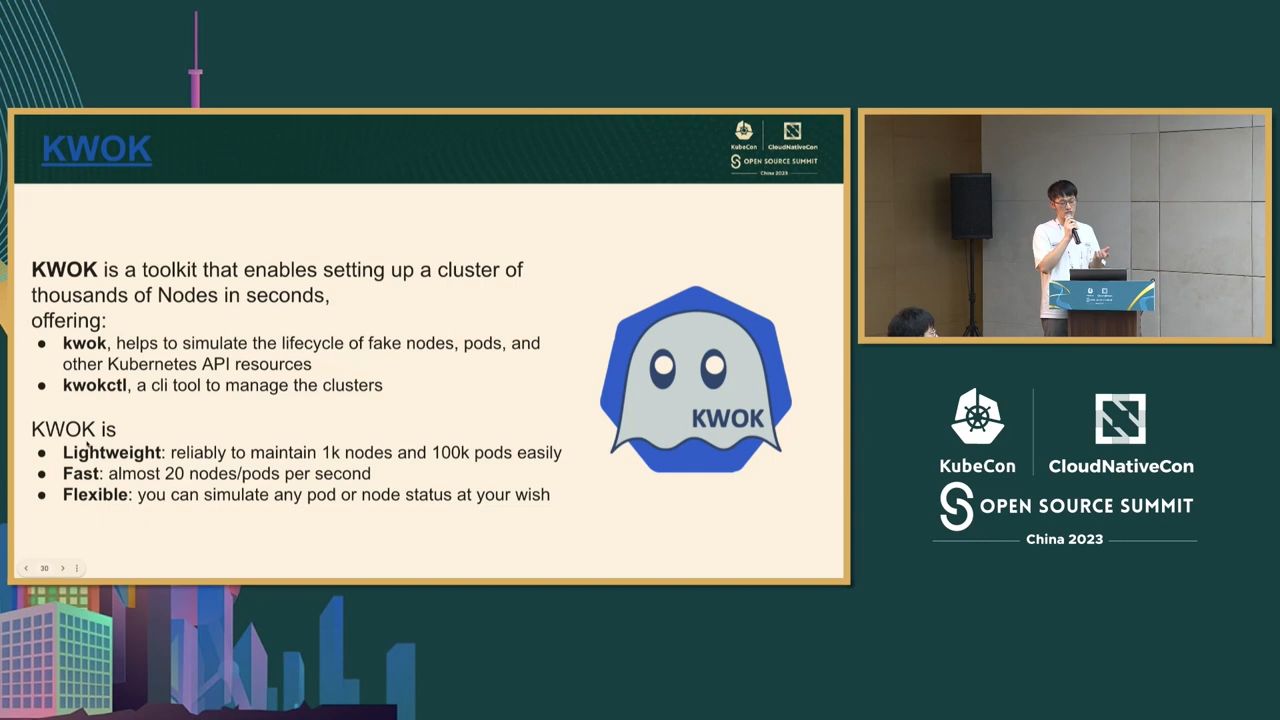 KWOK
KubeCon
CloudNativeCon
OPEN SOURCE SUMMIT
China 2023
KWOK is a toolkit that enables setting up a cluster of
thousands of Nodes in seconds,
offering:
● kwok, helps to simulate the lifecycle of fake nodes, pods, and
other Kubernetes API resources
● kwokctl, a cli tool to manage the clusters
KWOK is
● Lightweight: reliably to maintain 1k nodes and 100k pods easily
● Fast: almost 20 nodes/pods per second
● Flexible: you can simulate any pod or node status at your wish
KWOK
30
KubeCon
CloudNativeCon
OPEN SOURCE SUMMIT
China 2023